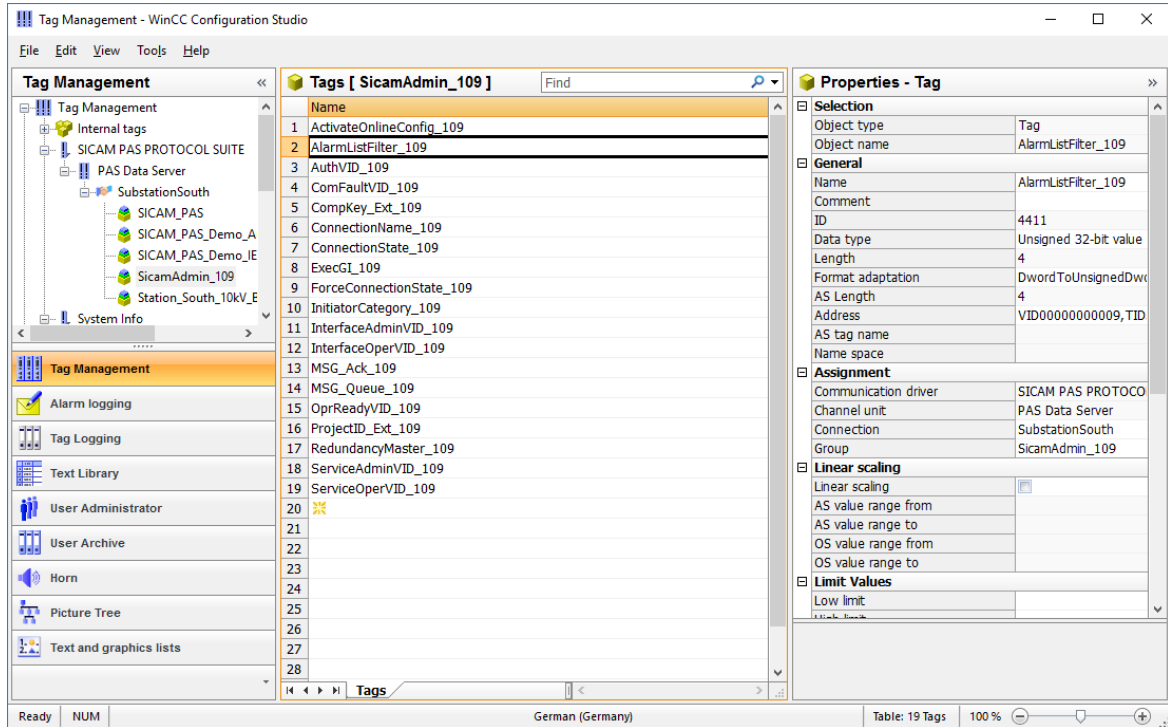 Tag Management - WinCC Configuration Studio
File Edit View Tools Help
Tag Management «
Tag Management
Internal tags
SICAM PAS PROTOCOL SUITE
PAS Data Server
SubstationSouth
SICAM_PAS
SICAM_PAS_Demo_A
SICAM_PAS_Demo_IE
SicamAdmin_109
Station_South_10kV_E
System Info
Tag Management
Alarm logging
Tag Logging
Text Library
User Administrator
User Archive
Horn
Picture Tree
1.. 2.. Text and graphics lists
Tags [ SicamAdmin_109 ] Find
Name
1 ActivateOnlineConfig_109
2 AlarmListFilter_109
3 AuthVID_109
4 ComFaultVID_109
5 CompKey_Ext_109
6 ConnectionName_109
7 ConnectionState_109
8 ExecGI_109
9 ForceConnectionState_109
10 InitiatorCategory_109
11 InterfaceAdminVID_109
12 InterfaceOperVID_109
13 MSG_Ack_109
14 MSG_Queue_109
15 OprReadyVID_109
16 ProjectID_Ext_109
17 RedundancyMaster_109
18 ServiceAdminVID_109
19 ServiceOperVID_109
20
21
22
23
24
25
26
27
28
Tags
Properties - Tag »
Selection
Object type Tag
Object name AlarmListFilter_109
General
Name AlarmListFilter_109
Comment
ID 4411
Data type Unsigned 32-bit value
Length 4
Format adaptation DwordToUnsignedDwo
AS Length 4
Address VID00000000009,TID
AS tag name
Name space
Assignment
Communication driver SICAM PAS PROTOCO
Channel unit PAS Data Server
Connection SubstationSouth
Group SicamAdmin_109
Linear scaling
Linear scaling
AS value range from
AS value range to
OS value range from
OS value range to
Limit Values
Low limit
High limit
Ready NUM German (Germany) Table: 19 Tags 100 %